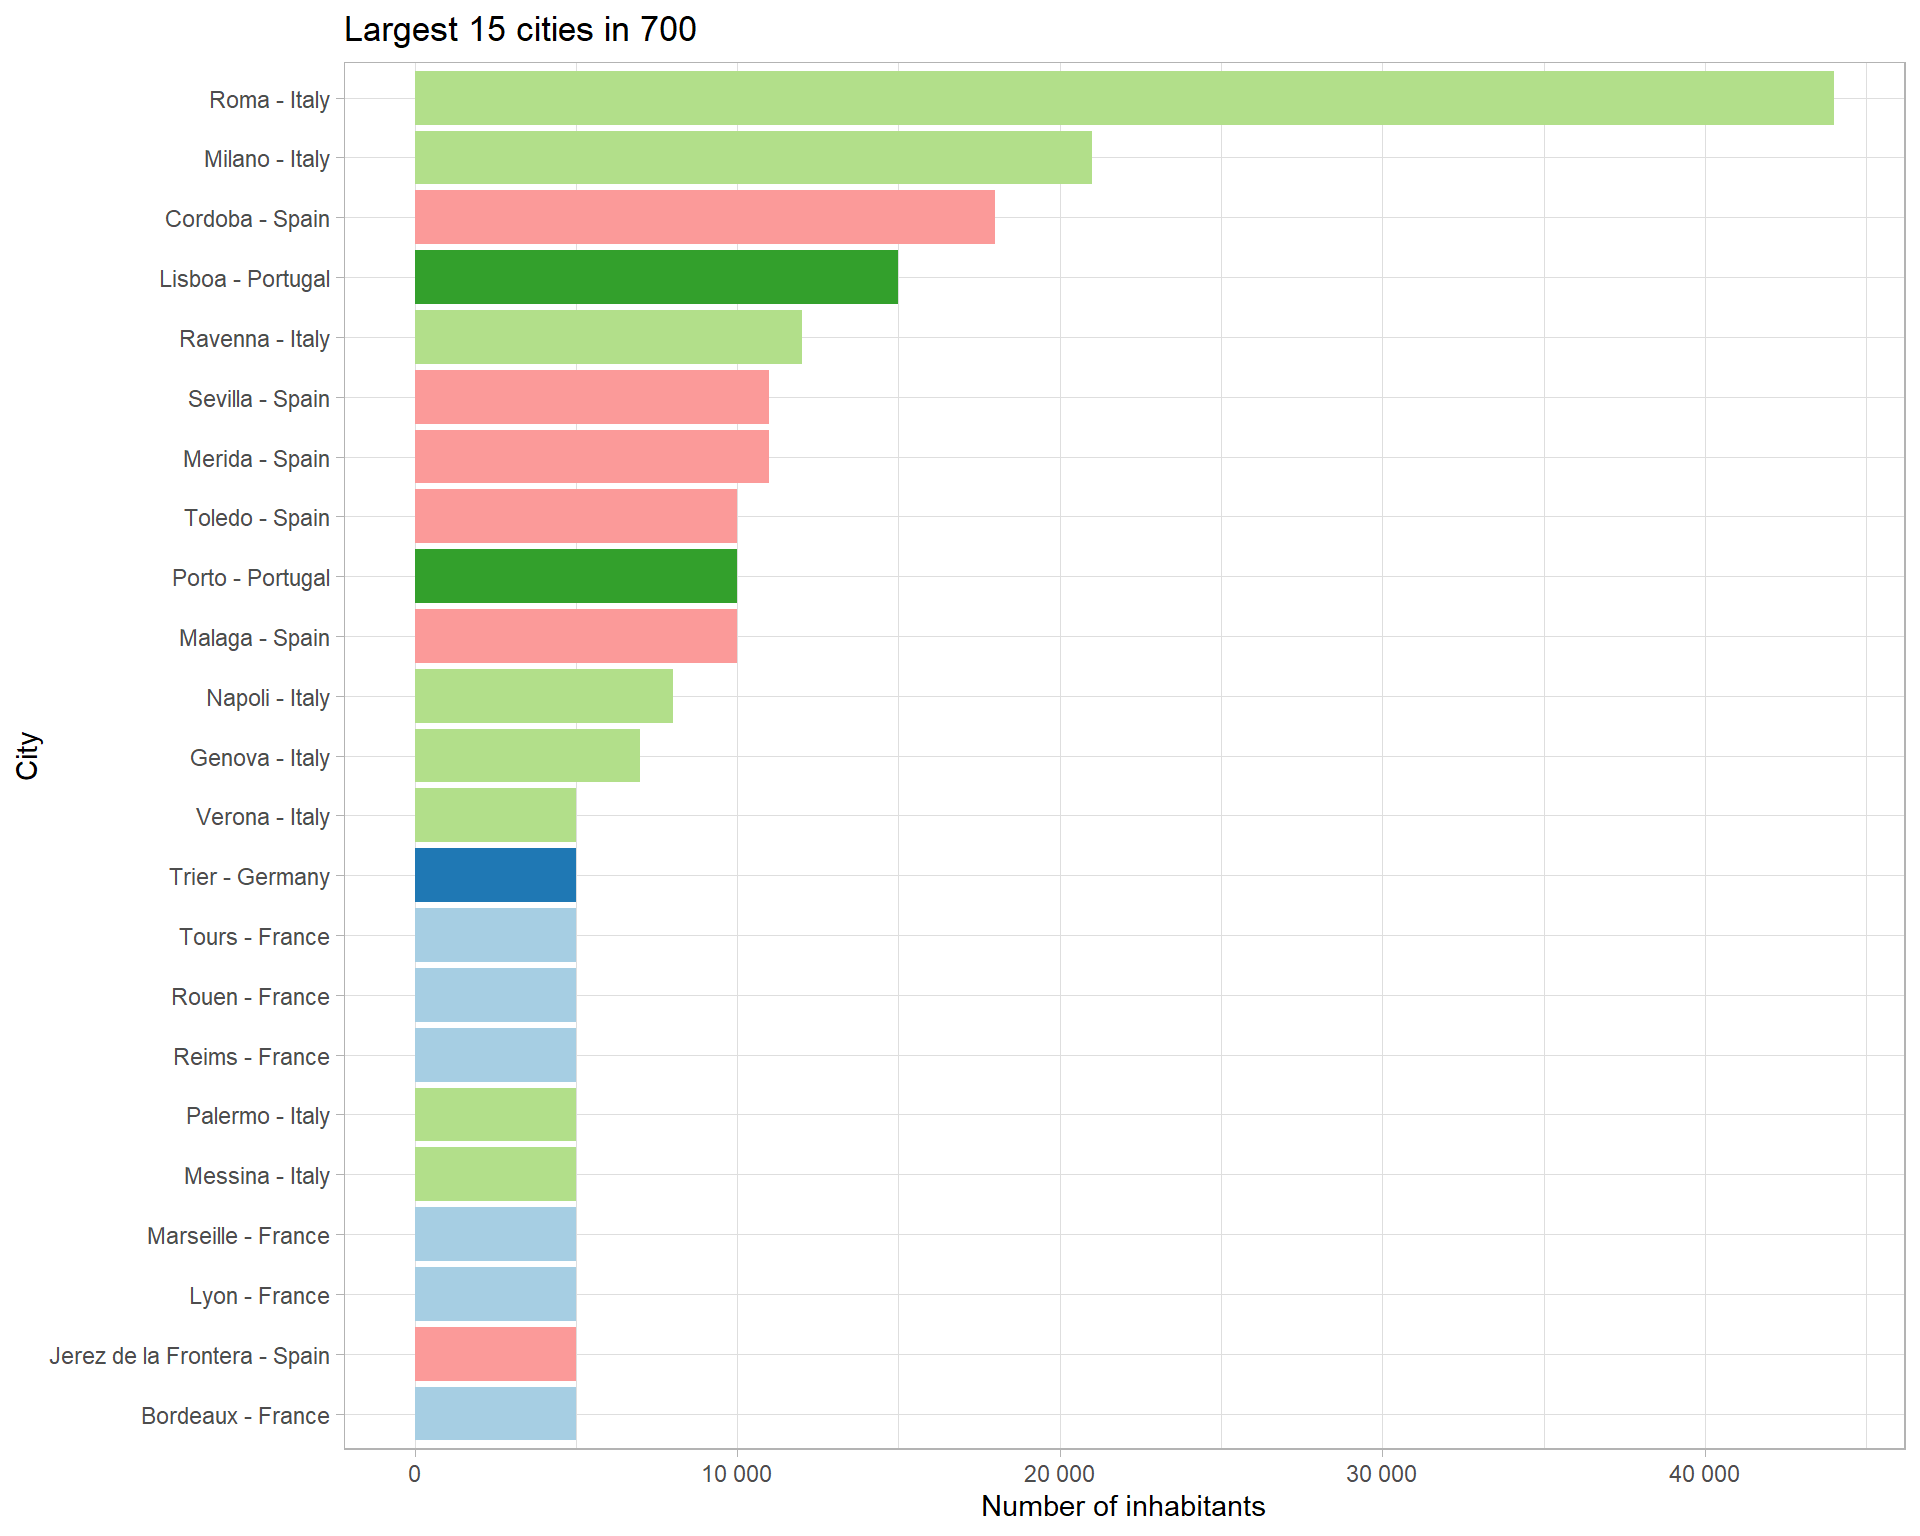 Largest 15 cities in 700
Roma - Italy
Milano - Italy
Cordoba - Spain
Lisboa - Portugal
Ravenna - Italy
Sevilla - Spain
Merida - Spain
Toledo - Spain
Porto - Portugal
Malaga - Spain
Napoli - Italy
Genova - Italy
Verona - Italy
Trier - Germany
Tours - France
Rouen - France
Reims - France
Palermo - Italy
Messina - Italy
Marseille - France
Lyon - France
Jerez de la Frontera - Spain
Bordeaux - France
City
0 10 000 20 000 30 000 40 000
Number of inhabitants